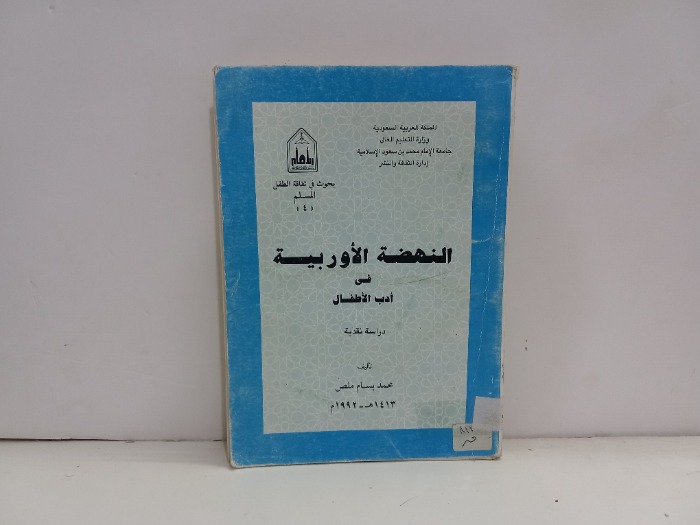 المملكة العربية السعودية
وزارة التعليم العالي
جامعة الإمام محمد بن سعود الإسلامية
إدارة الثقافة والنشر
بحوث في ثقافة الطفل
المسلم
(٤)
النهضة الأوربية
فى
أدب الأطفال
دراسة نقدية
تأليف
محمد بسام ملص
١٤١٣هـ - ١٩٩٢م